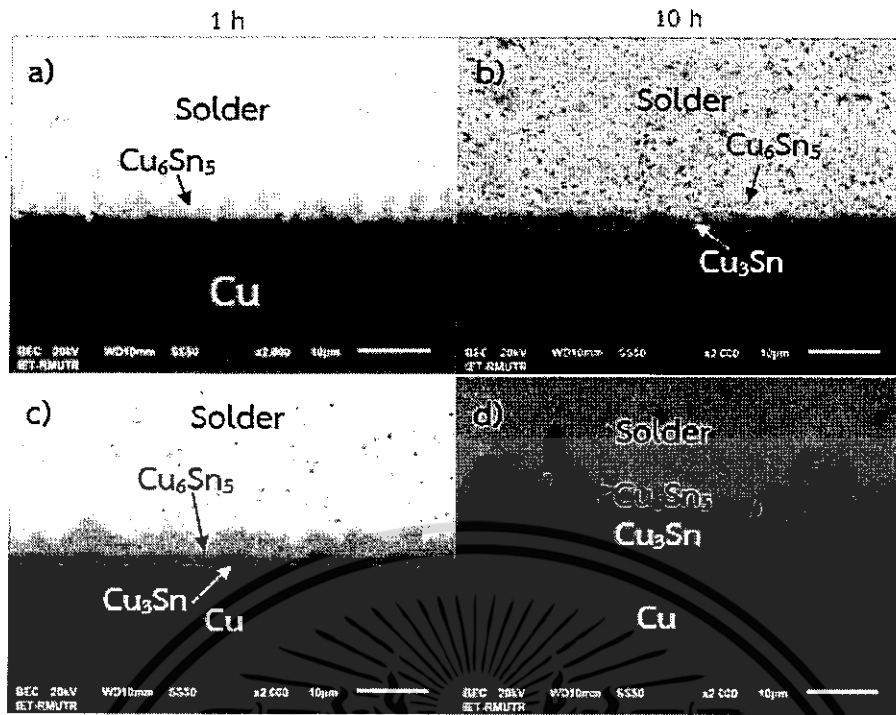 1 h
10 h
a)
Solder
Cu₆Sn₅
Cu
BEC 20kV WD10mm SS50 x2,000 10µm
IET-RMUTR
b)
Solder
Cu₆Sn₅
Cu₃Sn
BEC 20kV WD10mm SS50 x2,000 10µm
IET-RMUTR
c)
Solder
Cu₆Sn₅
Cu₃Sn
Cu
BEC 20kV WD10mm SS50 x2,000 10µm
IET-RMUTR
d)
Solder
Cu₆Sn₅
Cu₃Sn
Cu
BEC 20kV WD10mm SS50 x2,000 10µm
IET-RMUTR